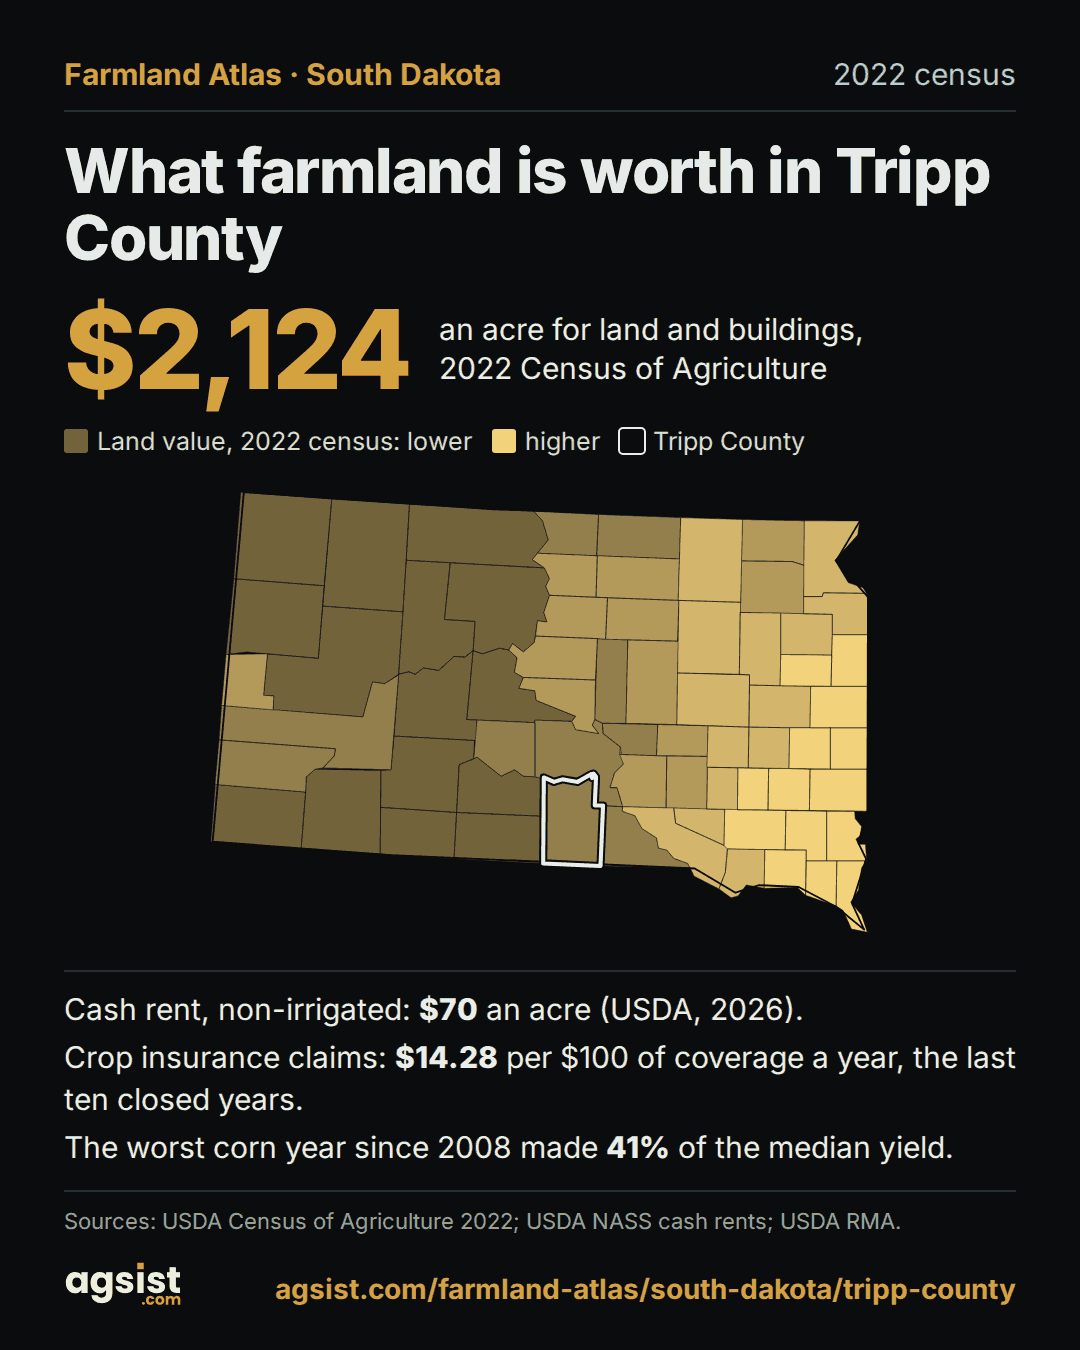 Farmland Atlas · South Dakota
2022 census
What farmland is worth in Tripp
County
$2,124
an acre for land and buildings,
2022 Census of Agriculture
Land value, 2022 census: lower
higher
Tripp County
Cash rent, non-irrigated: $70 an acre (USDA, 2026).
Crop insurance claims: $14.28 per $100 of coverage a year, the last
ten closed years.
The worst corn year since 2008 made 41% of the median yield.
Sources: USDA Census of Agriculture 2022; USDA NASS cash rents; USDA RMA.
agsist
.com
agsist.com/farmland-atlas/south-dakota/tripp-county